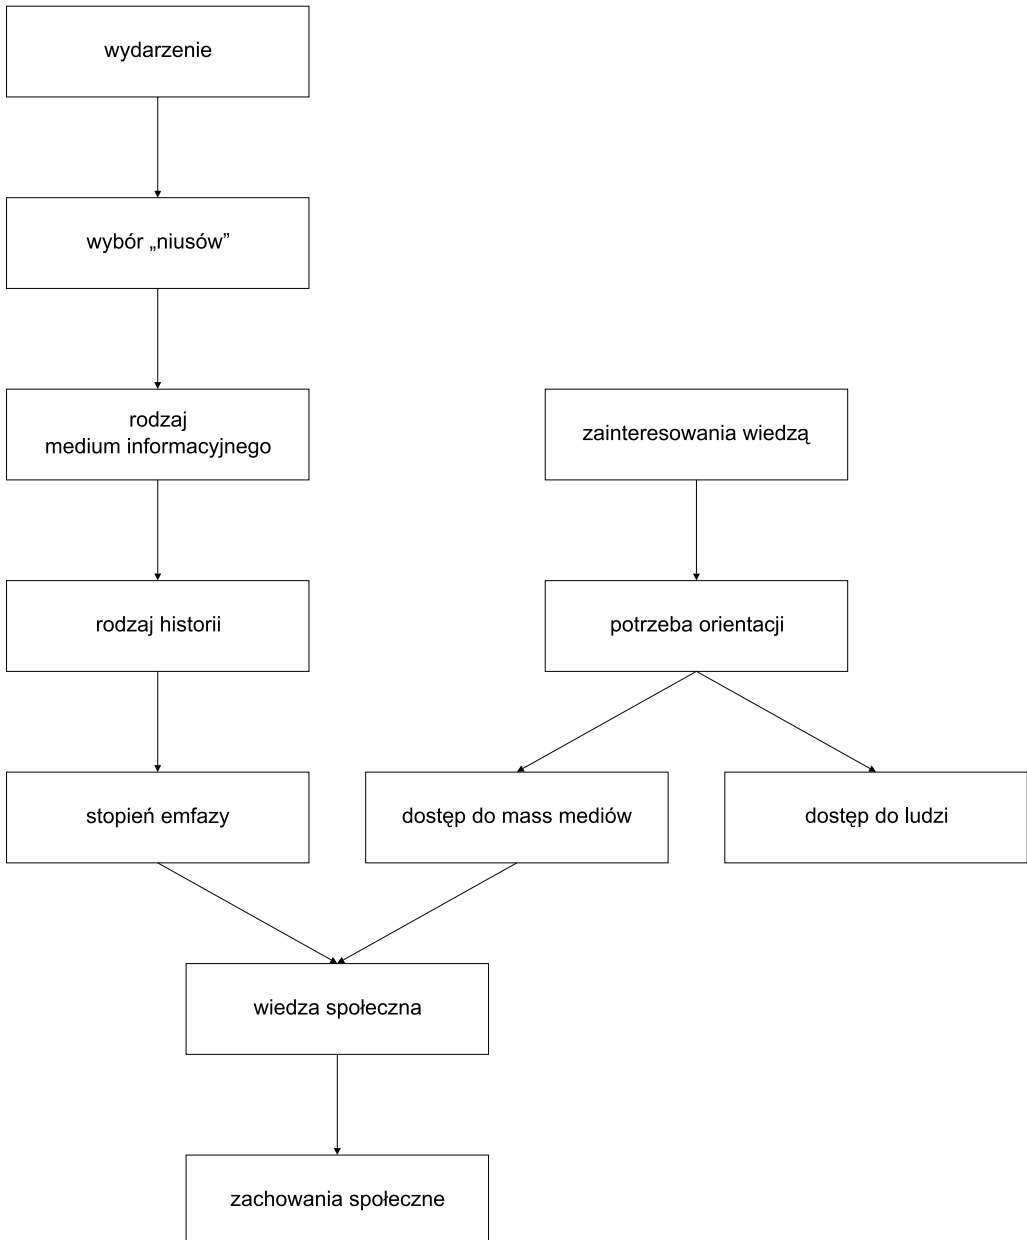 wydarzenie
wybór „niusów”
rodzaj
medium informacyjnego
zainteresowania wiedzą
rodzaj historii
potrzeba orientacji
stopień emfazy
dostęp do mass mediów
dostęp do ludzi
wiedza społeczna
zachowania społeczne